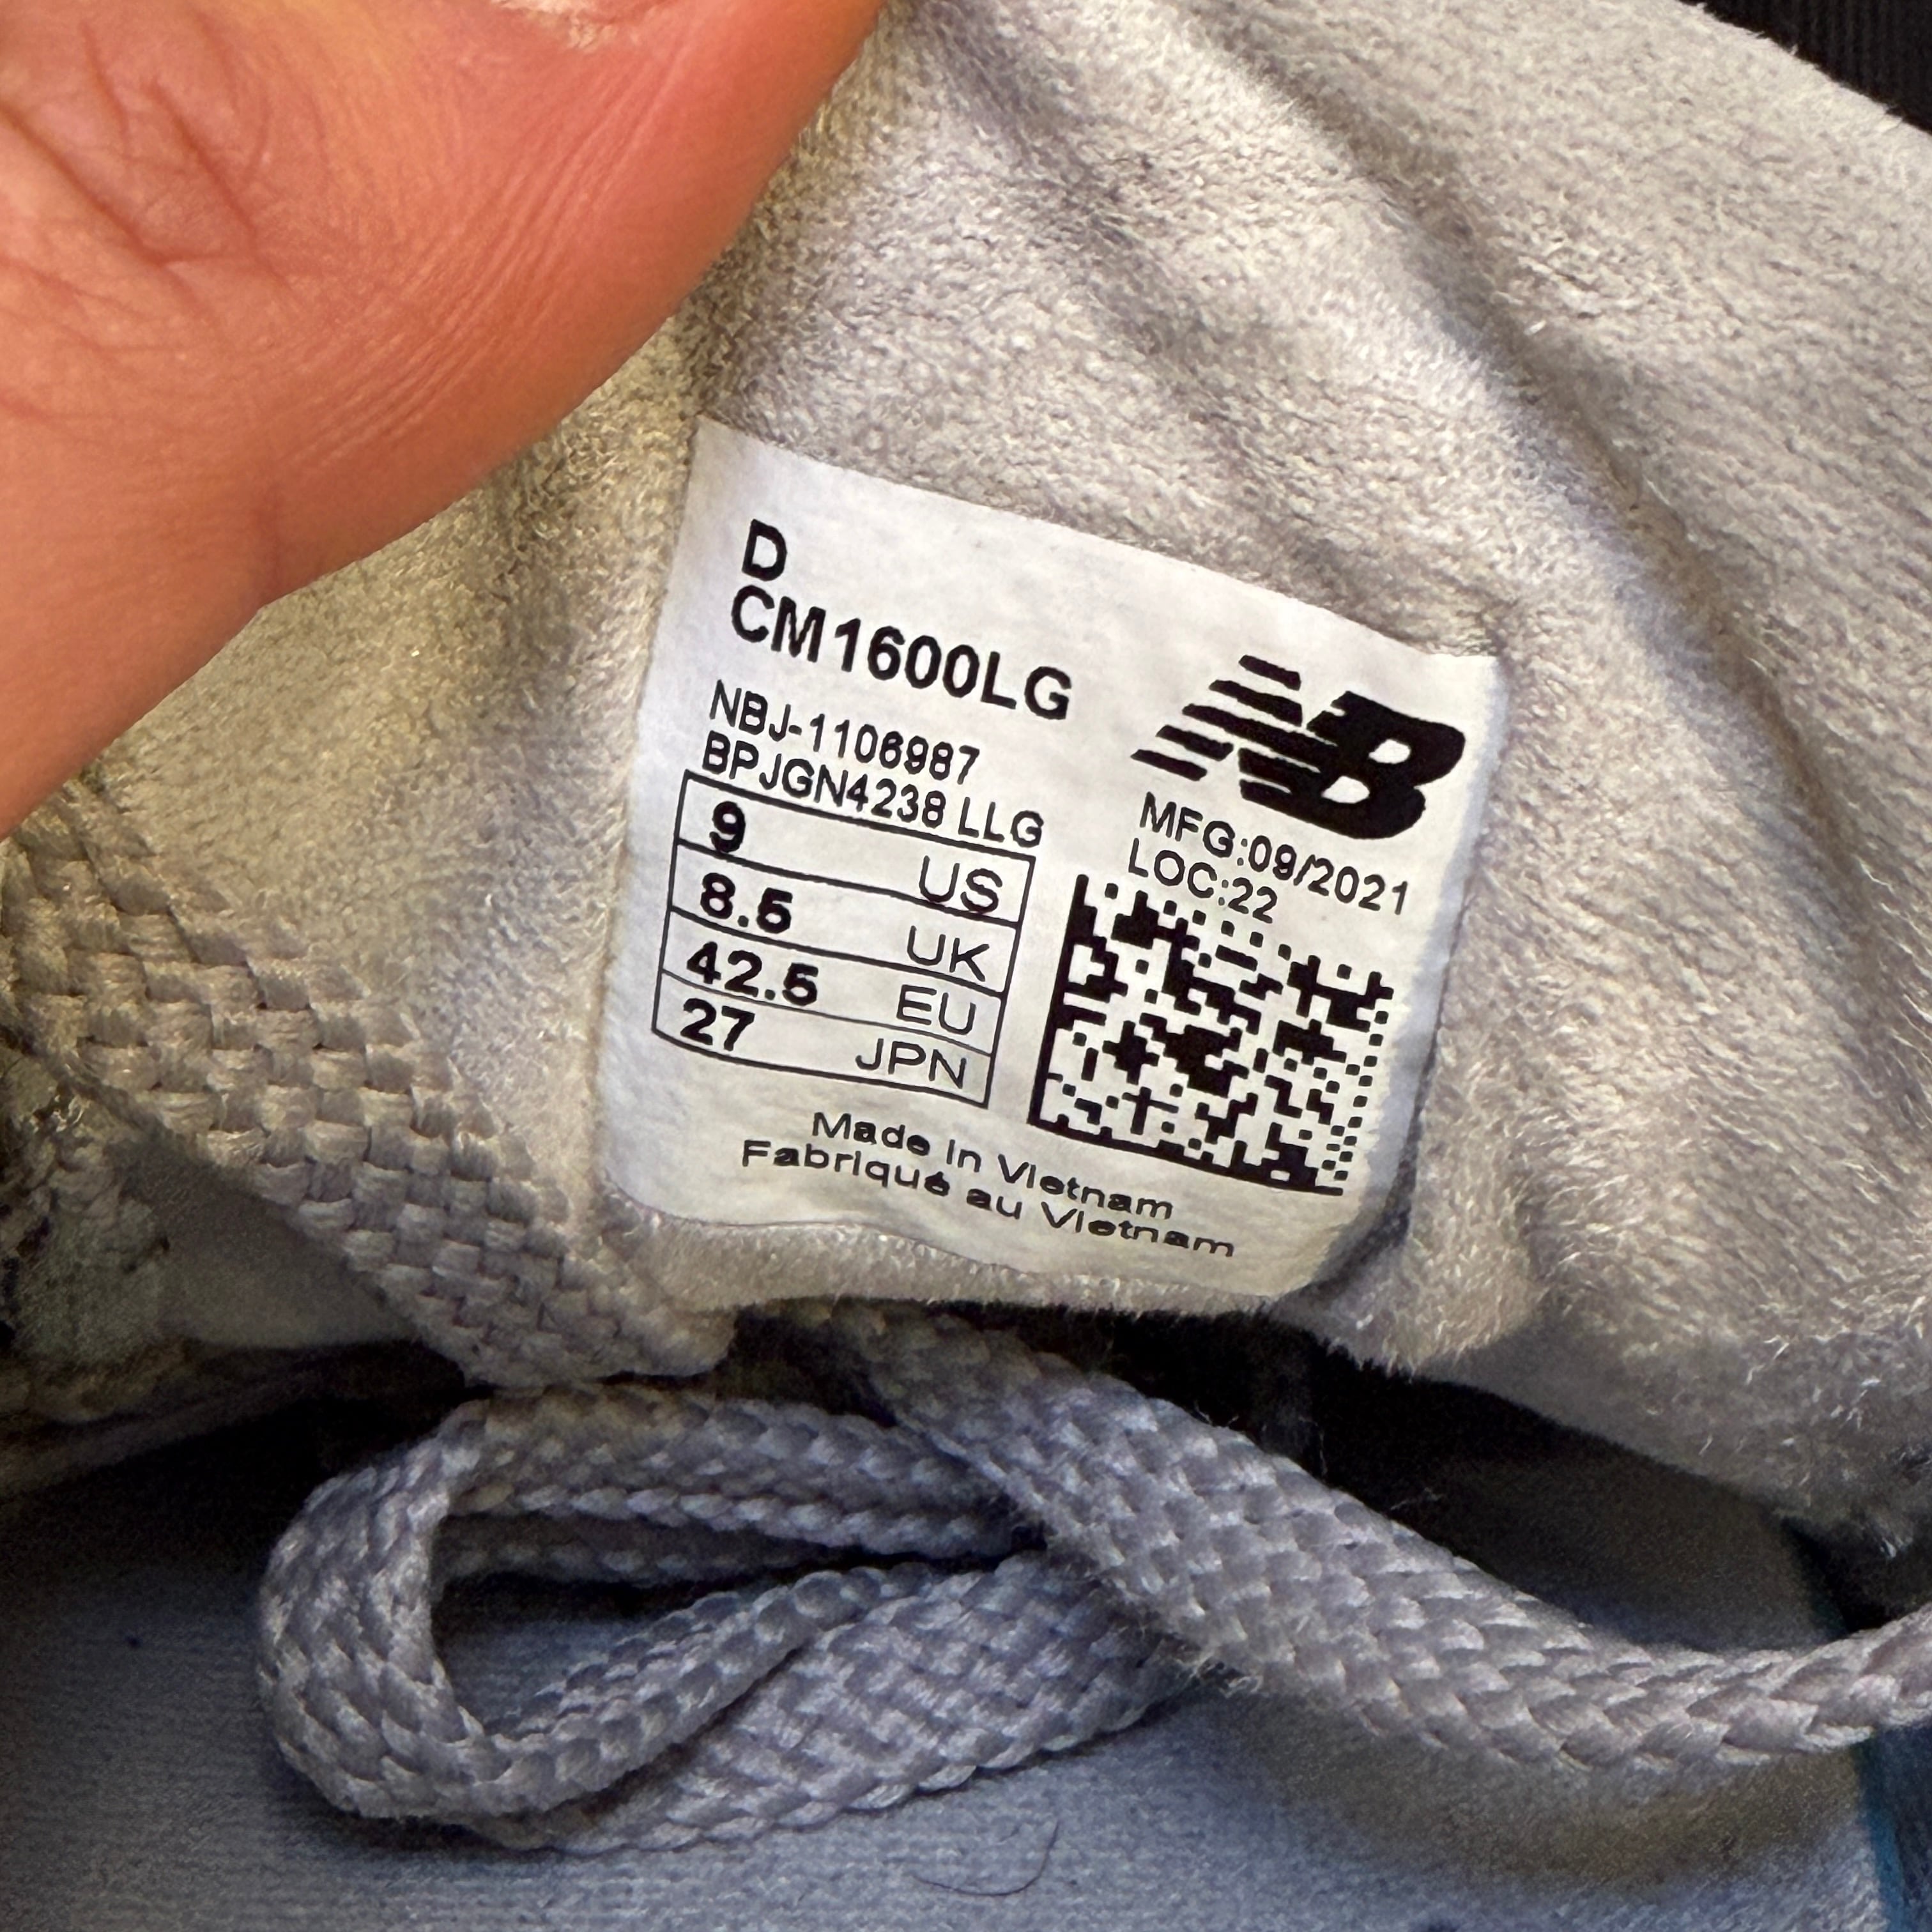 D
CM1600LG
NBJ-1106987
BPJGN4238 LLG
9 US
8.5 UK
42.5 EU
27 JPN
NB
MFG:09/2021
LOC:22
Made in Vietnam
Fabriqué au Vietnam